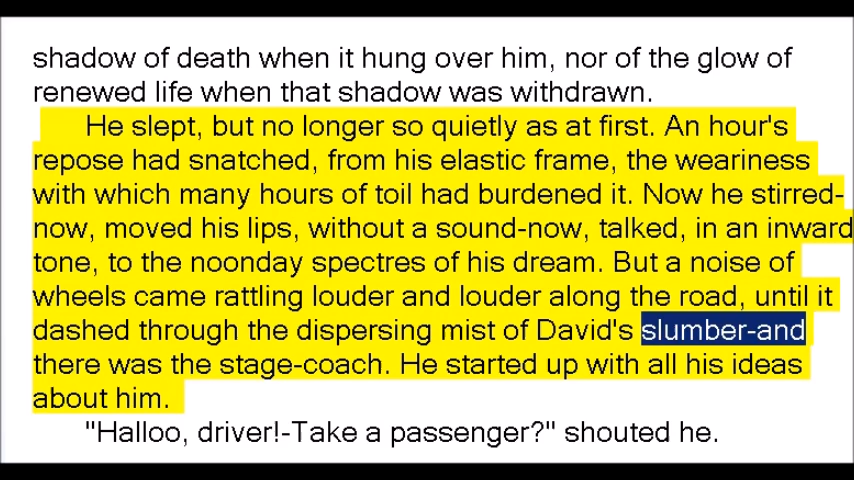 shadow of death when it hung over him, nor of the glow of
renewed life when that shadow was withdrawn.
He slept, but no longer so quietly as at first. An hour's
repose had snatched, from his elastic frame, the weariness
with which many hours of toil had burdened it. Now he stirred-
now, moved his lips, without a sound-now, talked, in an inward
tone, to the noonday spectres of his dream. But a noise of
wheels came rattling louder and louder along the road, until it
dashed through the dispersing mist of David's slumber-and
there was the stage-coach. He started up with all his ideas
about him.
"Halloo, driver!-Take a passenger?" shouted he.